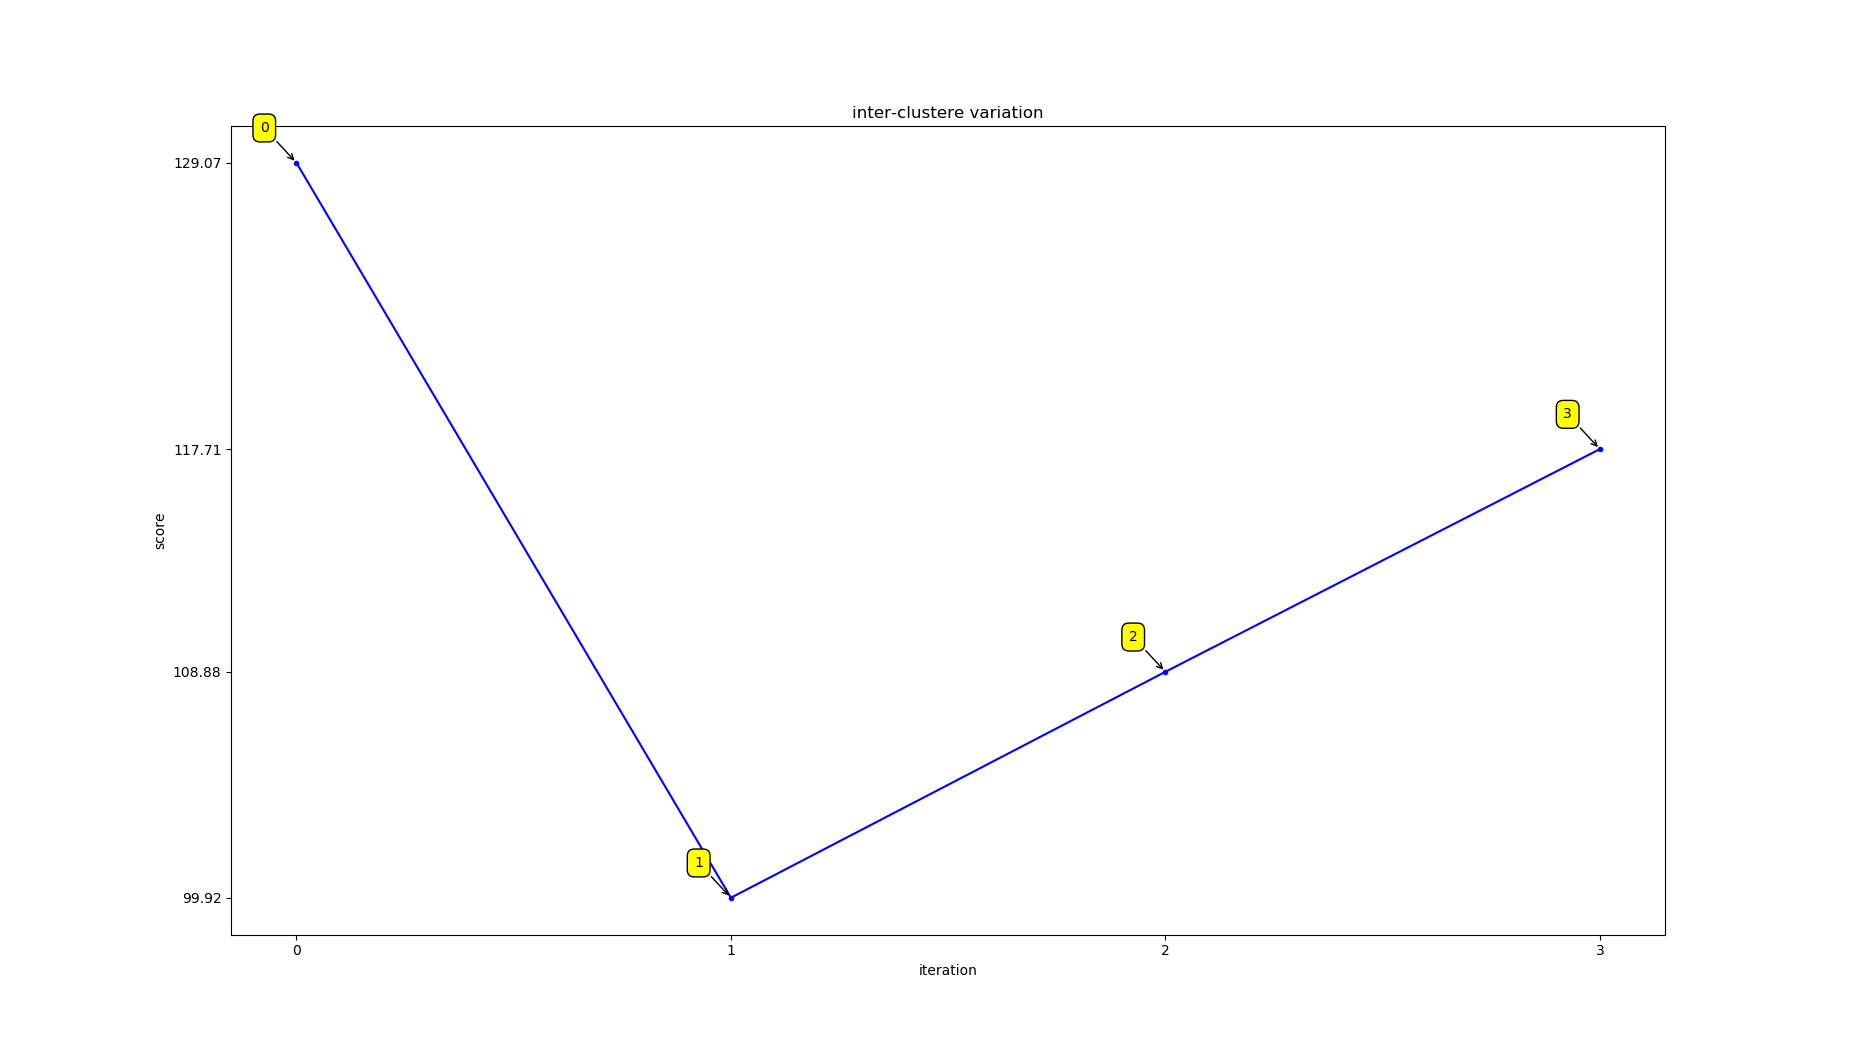 inter-clustere variation
0
129.07
3
117.71
score
2
108.88
1
99.92
0 1 2 3
iteration